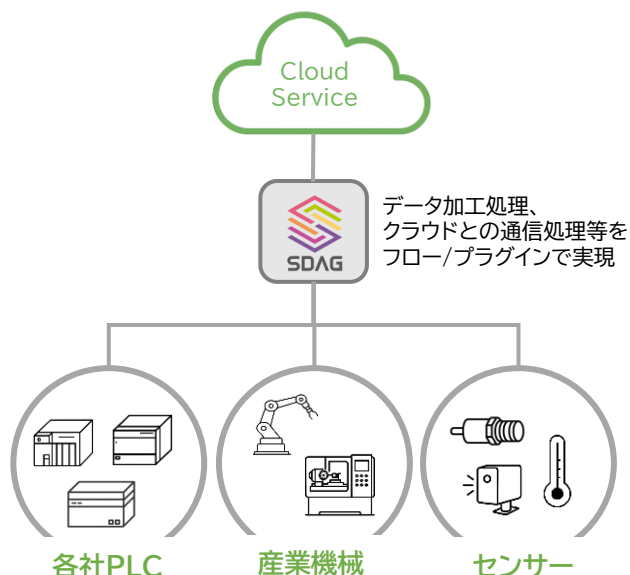 Cloud
Service
SDAG
データ加工処理、
クラウドとの通信処理等を
フロー/プラグインで実現
各社PLC
産業機械
センサー